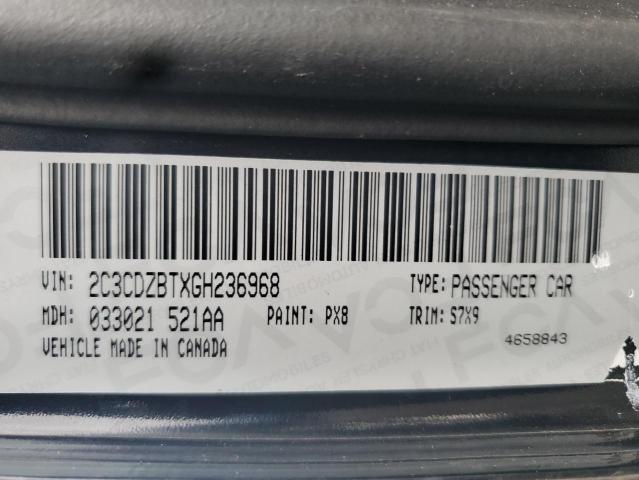 VIN: 2C3CDZBTXGH236968 TYPE: PASSENGER CAR
MDH: 033021 521AA PAINT: PX8 TRIM: S7X9
VEHICLE MADE IN CANADA 4658843